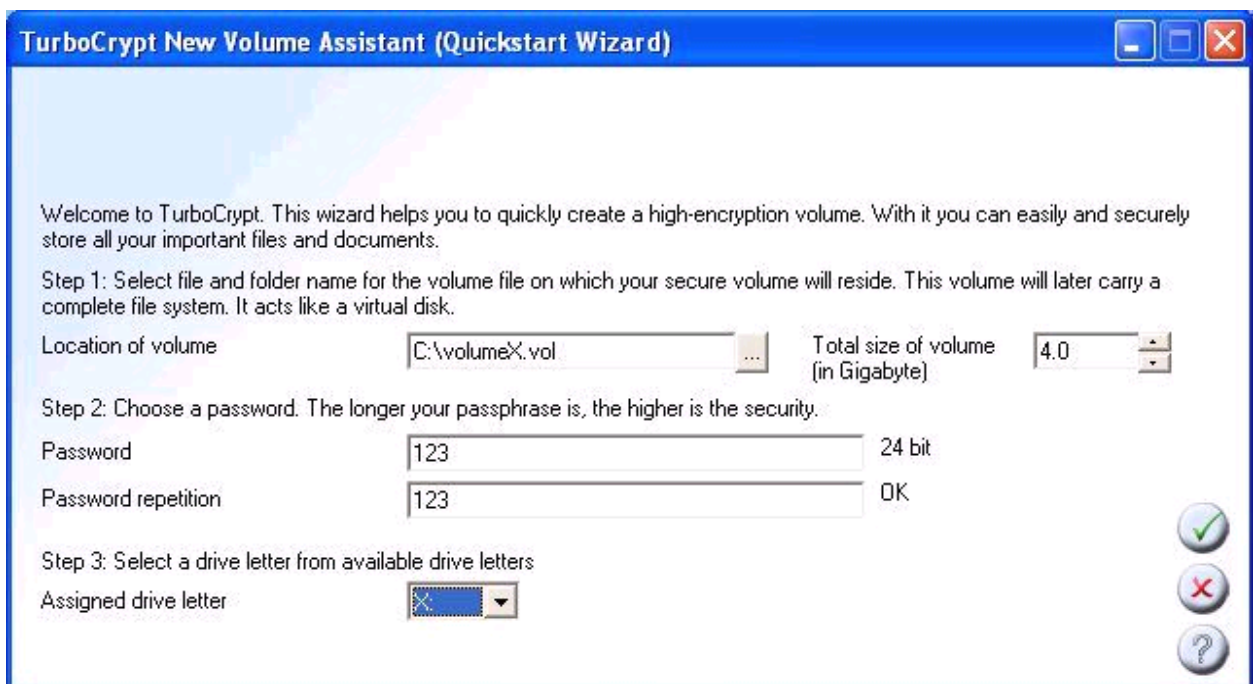 TurboCrypt New Volume Assistant (Quickstart Wizard)
Welcome to TurboCrypt. This wizard helps you to quickly create a high-encryption volume. With it you can easily and securely
store all your important files and documents.
Step 1: Select file and folder name for the volume file on which your secure volume will reside. This volume will later carry a
complete file system. It acts like a virtual disk.
Location of volume C:\volumeX.vol ... Total size of volume 4.0
(in Gigabyte)
Step 2: Choose a password. The longer your passphrase is, the higher is the security.
Password 123 24 bit
Password repetition 123 OK
Step 3: Select a drive letter from available drive letters
Assigned drive letter X: